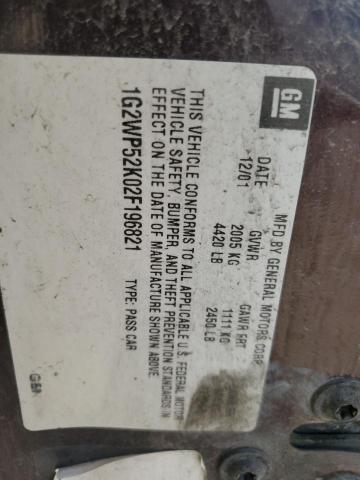 GM
MFD BY GENERAL MOTORS CORP
DATE GVWR GAWR FRT
12/01 2005 KG 1111 KG
4420 LB 2450 LB
THIS VEHICLE CONFORMS TO ALL APPLICABLE U.S. FEDERAL MOTOR
VEHICLE SAFETY, BUMPER, AND THEFT PREVENTION STANDARDS IN
EFFECT ON THE DATE OF MANUFACTURE SHOWN ABOVE.
1G2WP52K02F196821 TYPE: PASS CAR